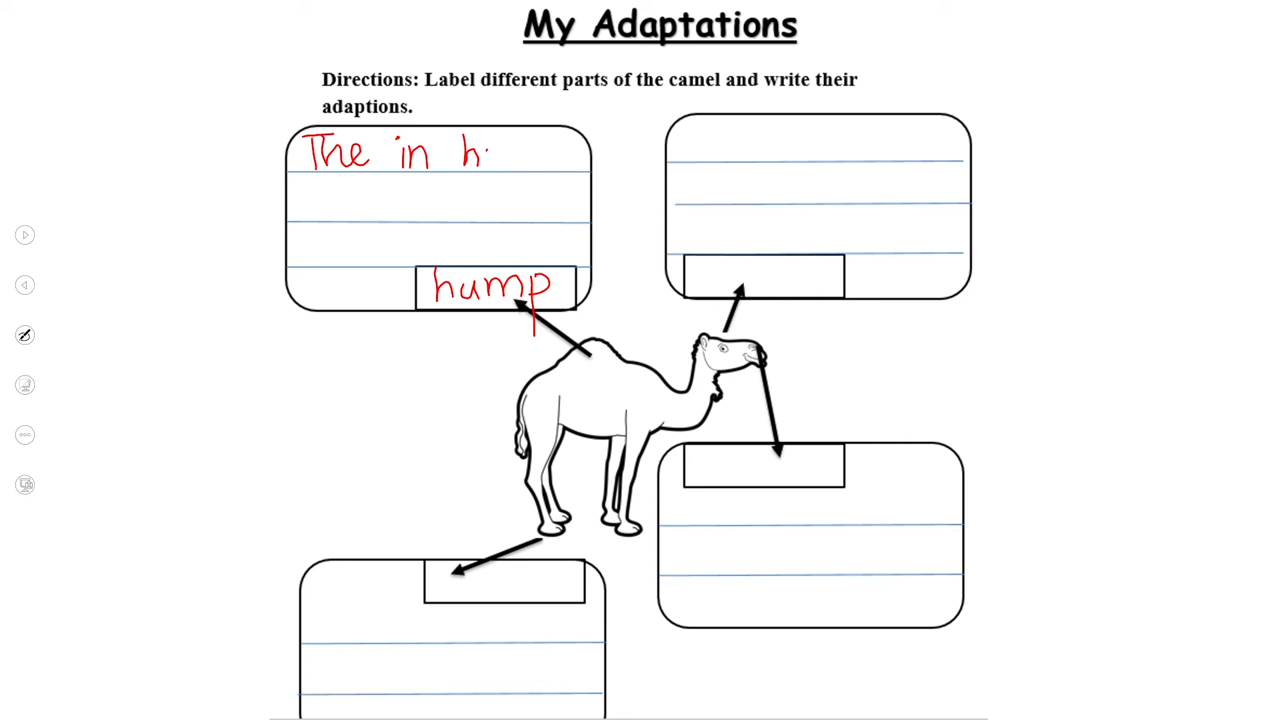 My Adaptations
Directions: Label different parts of the camel and write their
adaptions.
The in h
hump